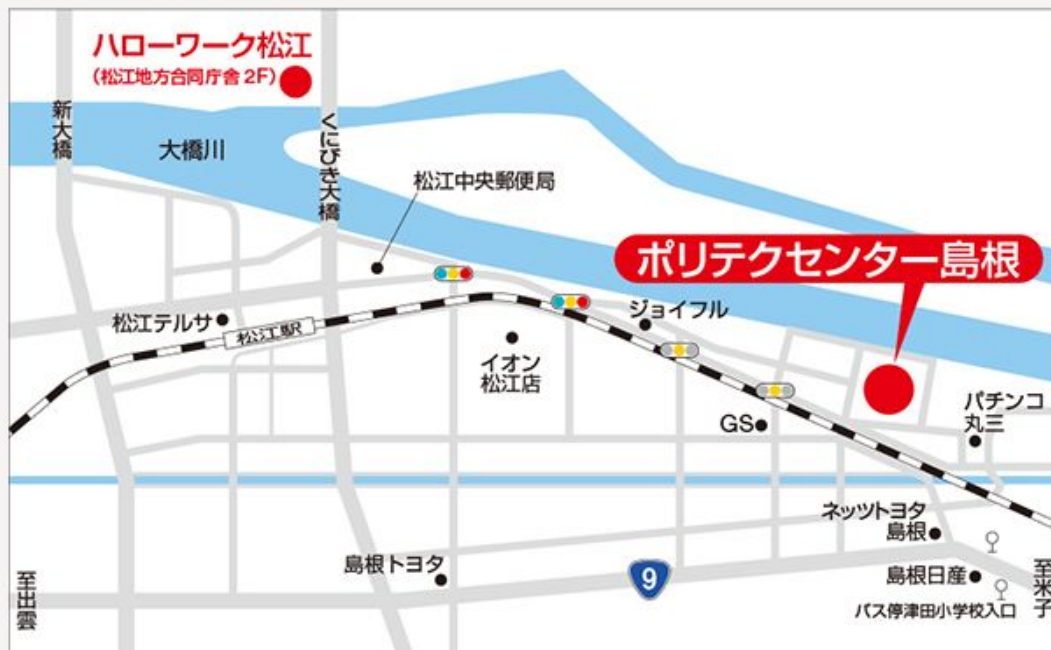 ハローワーク松江
(松江地方合同庁舎2F)
新大橋
大橋川
くにびき大橋
松江中央郵便局
ポリテクセンター島根
松江テルサ
松江駅
ジョイフル
イオン
松江店
GS
パチンコ
丸三
ネッツトヨタ
島根
島根トヨタ
9
島根日産
バス停津田小学校入口
至出雲
至米子